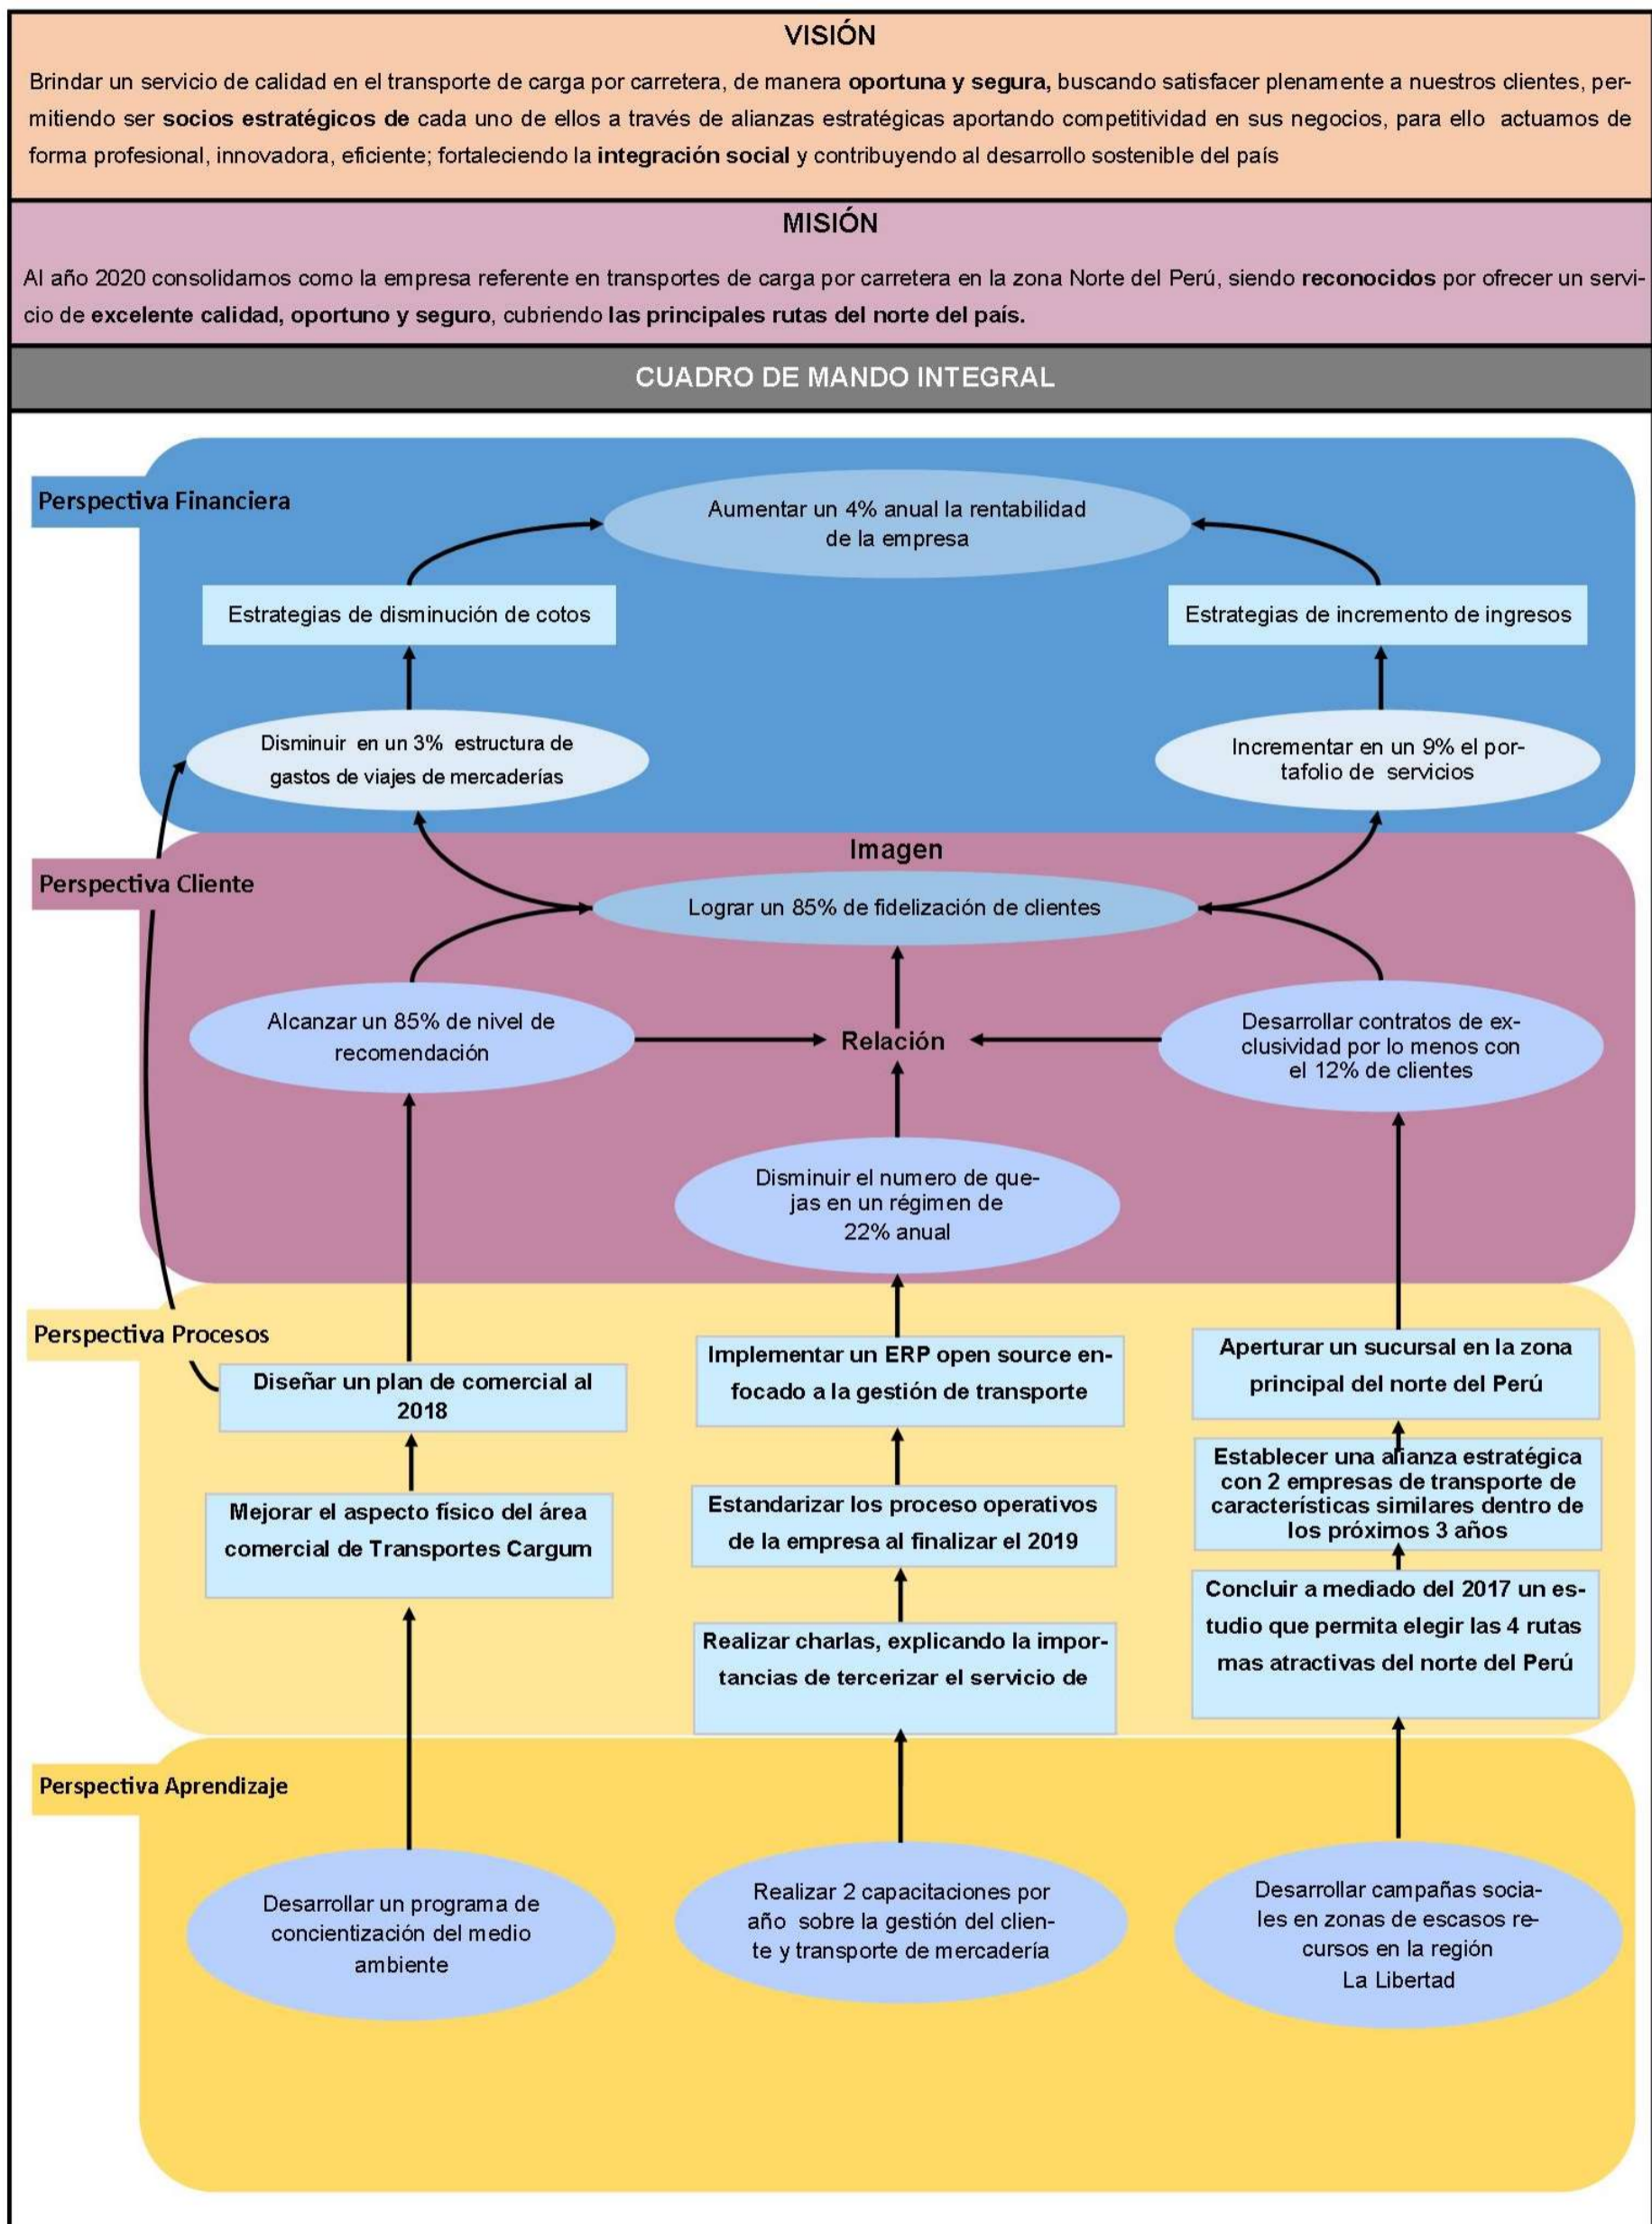 VISIÓN
Brindar un servicio de calidad en el transporte de carga por carretera, de manera oportuna y segura, buscando satisfacer plenamente a nuestros clientes, per-
mitiendo ser socios estratégicos de cada uno de ellos a través de alianzas estratégicas aportando competitividad en sus negocios, para ello actuamos de
forma profesional, innovadora, eficiente; fortaleciendo la integración social y contribuyendo al desarrollo sostenible del país
MISIÓN
Al año 2020 consolidarnos como la empresa referente en transportes de carga por carretera en la zona Norte del Perú, siendo reconocidos por ofrecer un servi-
cio de excelente calidad, oportuno y seguro, cubriendo las principales rutas del norte del país.
CUADRO DE MANDO INTEGRAL
Perspectiva Financiera
Aumentar un 4% anual la rentabilidad
de la empresa
Estrategias de disminución de cotos
Estrategias de incremento de ingresos
Disminuir en un 3% estructura de
gastos de viajes de mercaderías
Incrementar en un 9% el por-
tafolio de servicios
Perspectiva Cliente
Imagen
Lograr un 85% de fidelización de clientes
Alcanzar un 85% de nivel de
recomendación
Relación
Desarrollar contratos de ex-
clusividad por lo menos con
el 12% de clientes
Disminuir el numero de que-
jas en un régimen de
22% anual
Perspectiva Procesos
Diseñar un plan de comercial al
2018
Implementar un ERP open source en-
focado a la gestión de transporte
Aperturar un sucursal en la zona
principal del norte del Perú
Mejorar el aspecto físico del área
comercial de Transportes Cargum
Estandarizar los proceso operativos
de la empresa al finalizar el 2019
Establecer una alianza estratégica
con 2 empresas de transporte de
características similares dentro de
los próximos 3 años
Realizar charlas, explicando la impor-
tancias de tercerizar el servicio de
Concluir a mediado del 2017 un es-
tudio que permita elegir las 4 rutas
mas atractivas del norte del Perú
Perspectiva Aprendizaje
Desarrollar un programa de
concientización del medio
ambiente
Realizar 2 capacitaciones por
año sobre la gestión del clien-
te y transporte de mercadería
Desarrollar campañas socia-
les en zonas de escasos re-
cursos en la región
La Libertad